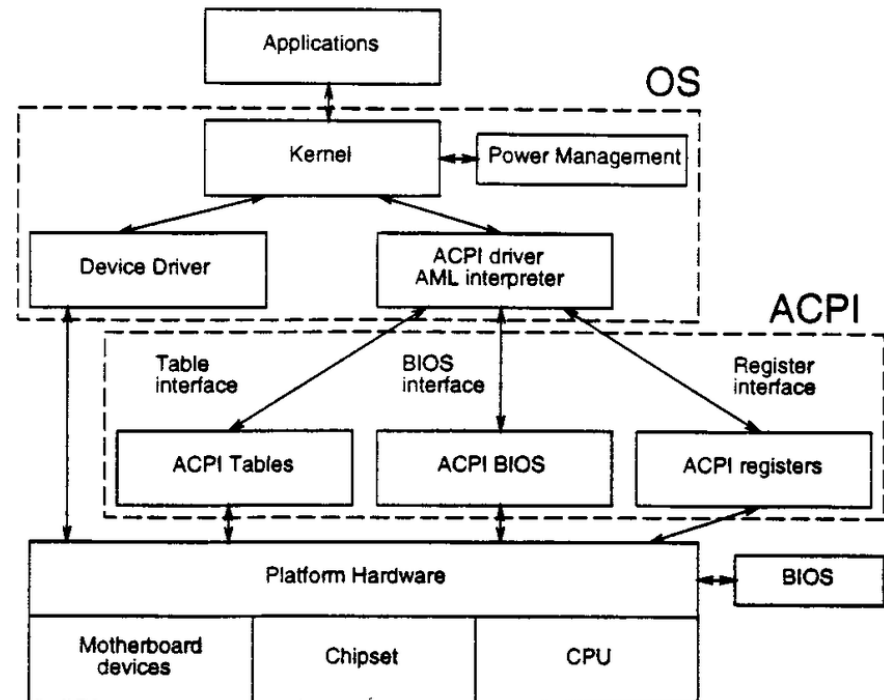 Applications
OS
Kernel
Power Management
Device Driver
ACPI driver
AML interpreter
ACPI
Table
interface
BIOS
interface
Register
interface
ACPI Tables
ACPI BIOS
ACPI registers
Platform Hardware
BIOS
Motherboard
devices
Chipset
CPU